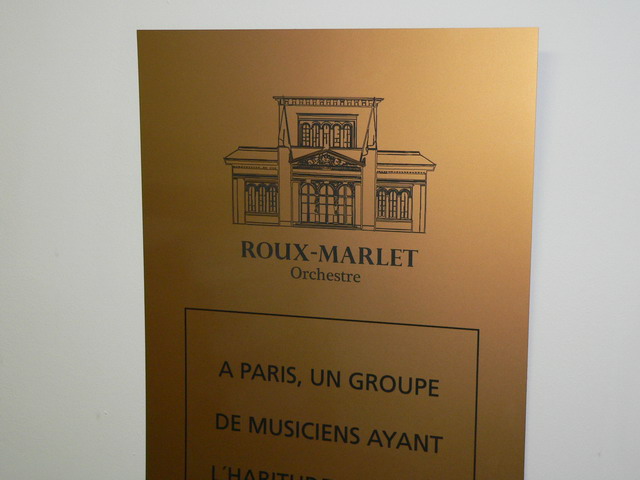 ROUX-MARLET
Orchestre
A PARIS, UN GROUPE
DE MUSICIENS AYANT